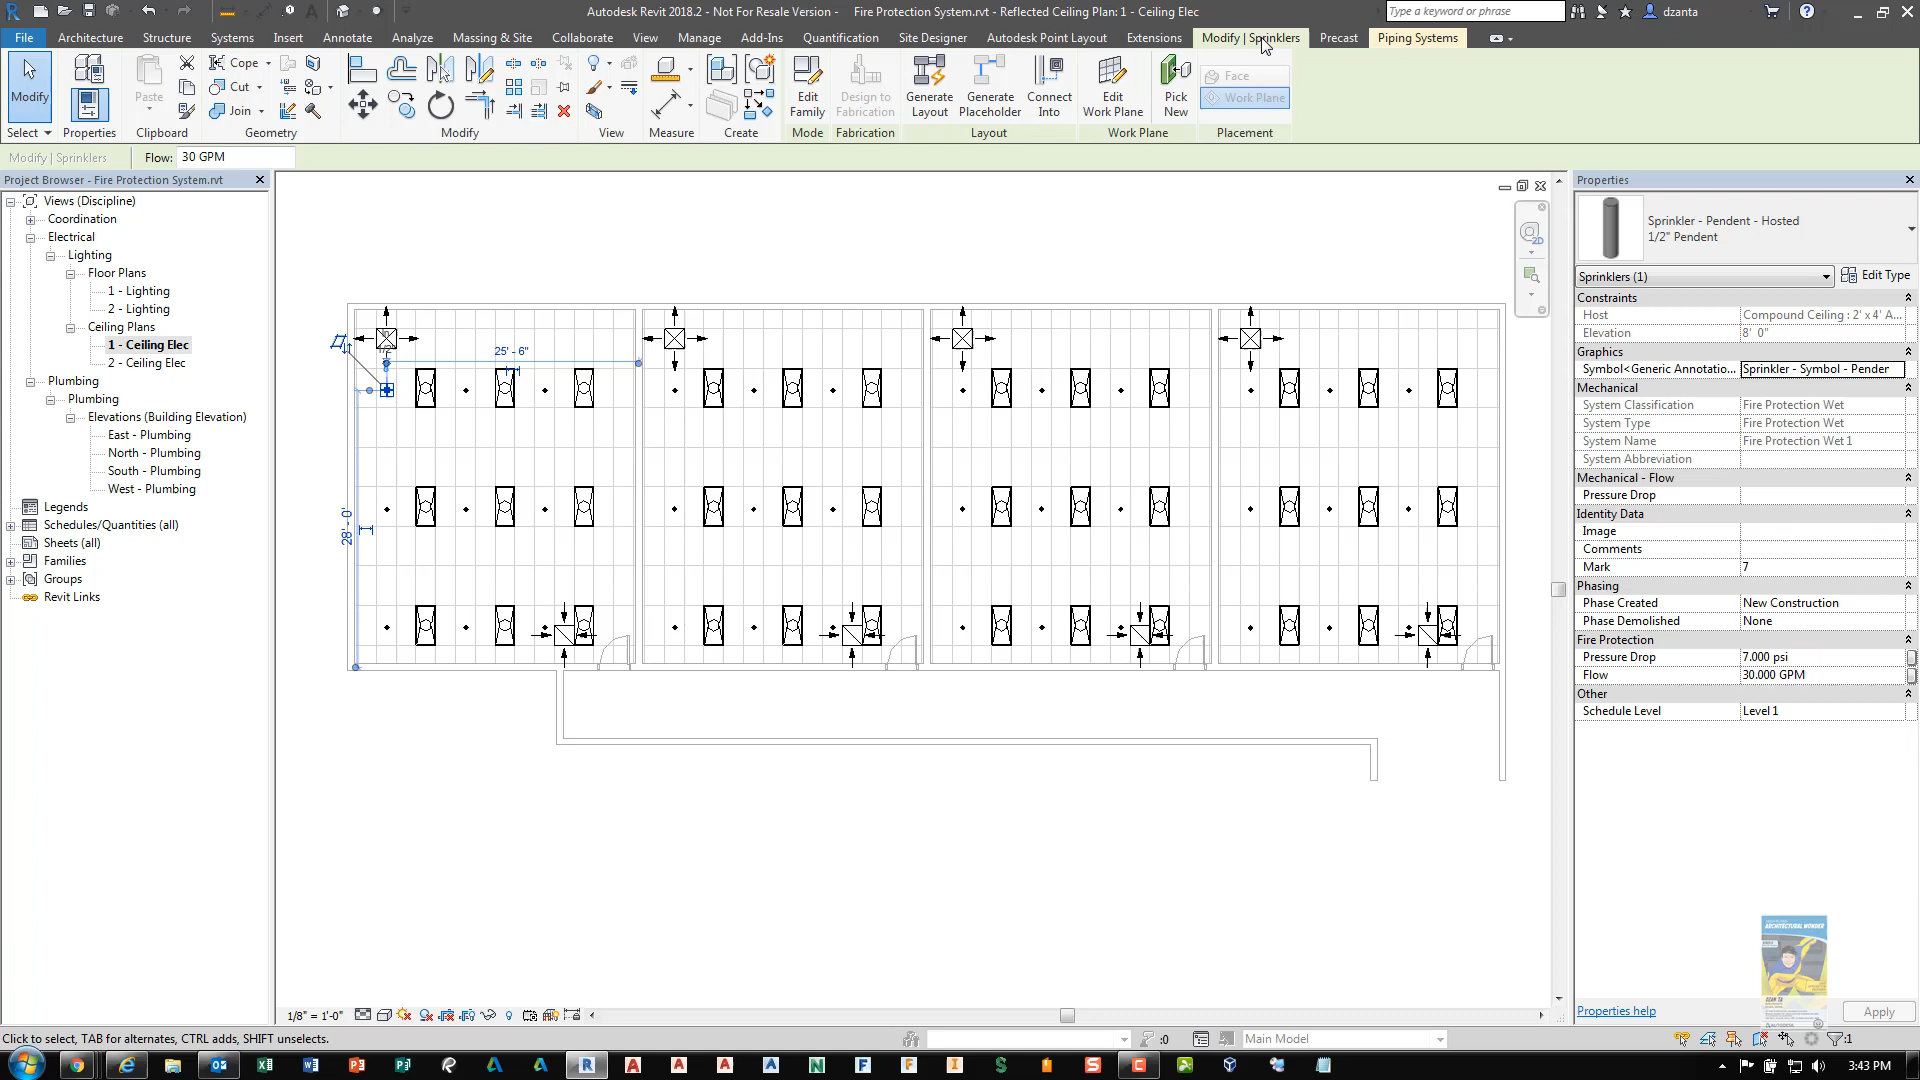 Autodesk Revit 2018.2 - Not For Resale Version - Fire Protection System.rvt - Reflected Ceiling Plan: 1 - Ceiling Elec
Type a keyword or phrase
dzanta
File Architecture Structure Systems Insert Annotate Analyze Massing & Site Collaborate View Manage Add-Ins Quantification Site Designer Autodesk Point Layout Extensions Modify | Sprinklers Precast Piping Systems
Modify
Paste
Cope
Cut
Join
Edit Family
Design to Fabrication
Generate Layout
Generate Placeholder
Connect Into
Edit Work Plane
Pick New
Face
Work Plane
Select Properties Clipboard Geometry Modify View Measure Create Mode Fabrication Layout Work Plane Placement
Modify | Sprinklers Flow: 30 GPM
Project Browser - Fire Protection System.rvt
Views (Discipline)
Coordination
Electrical
Lighting
Floor Plans
1 - Lighting
2 - Lighting
Ceiling Plans
1 - Ceiling Elec
2 - Ceiling Elec
Plumbing
Plumbing
Elevations (Building Elevation)
East - Plumbing
North - Plumbing
South - Plumbing
West - Plumbing
Legends
Schedules/Quantities (all)
Sheets (all)
Families
Groups
Revit Links
25' - 6"
28' - 0"
2D
Properties
Sprinkler - Pendent - Hosted
1/2" Pendent
Sprinklers (1) Edit Type
Constraints
Host Compound Ceiling : 2' x 4' A...
Elevation 8' 0"
Graphics
Symbol<Generic Annotatio... Sprinkler - Symbol - Pender
Mechanical
System Classification Fire Protection Wet
System Type Fire Protection Wet
System Name Fire Protection Wet 1
System Abbreviation
Mechanical - Flow
Pressure Drop
Identity Data
Image
Comments
Mark 7
Phasing
Phase Created New Construction
Phase Demolished None
Fire Protection
Pressure Drop 7.000 psi
Flow 30.000 GPM
Other
Schedule Level Level 1
ARCHITECTURAL WONDER
AUTODESK
Properties help Apply
1/8" = 1'-0"
Click to select, TAB for alternates, CTRL adds, SHIFT unselects.
:0
Main Model
:1
3:43 PM